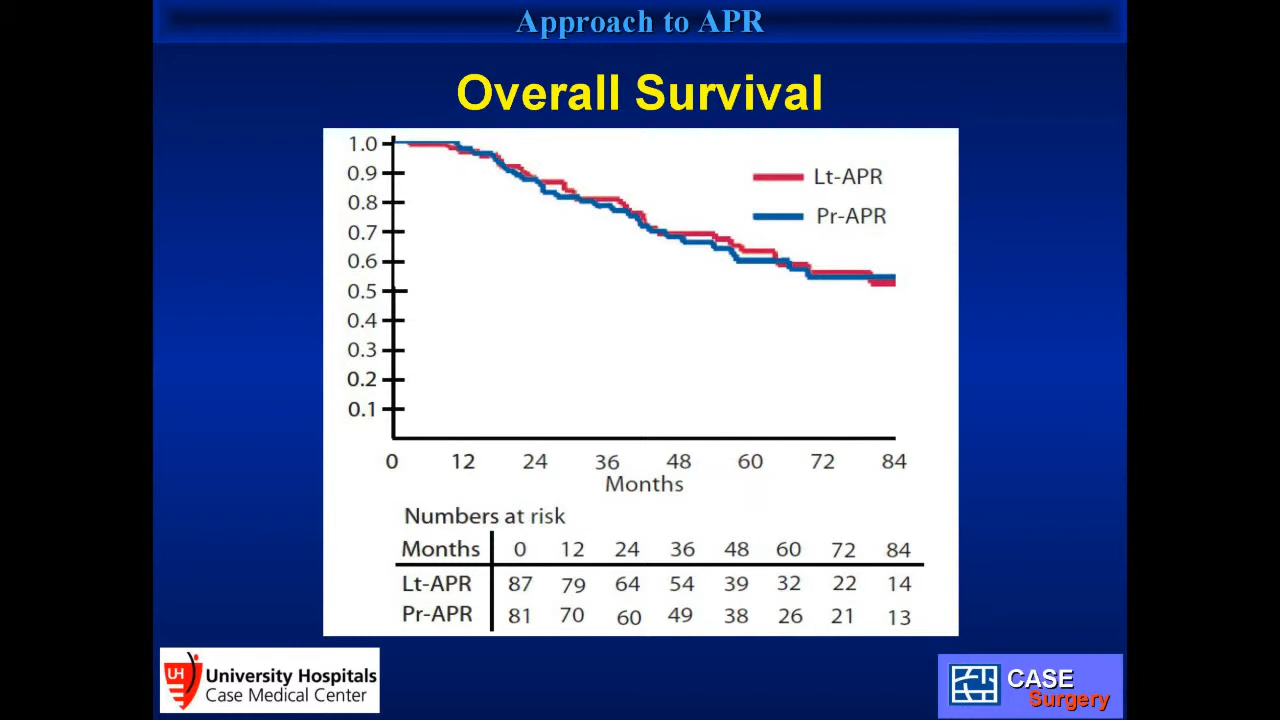 Approach to APR
Overall Survival
1.0
0.9
0.8
0.7
0.6
0.5
0.4
0.3
0.2
0.1
Lt-APR
Pr-APR
0 12 24 36 48 60 72 84
Months
Numbers at risk
Months 0 12 24 36 48 60 72 84
Lt-APR 87 79 64 54 39 32 22 14
Pr-APR 81 70 60 49 38 26 21 13
UH
University Hospitals
Case Medical Center
CASE
Surgery